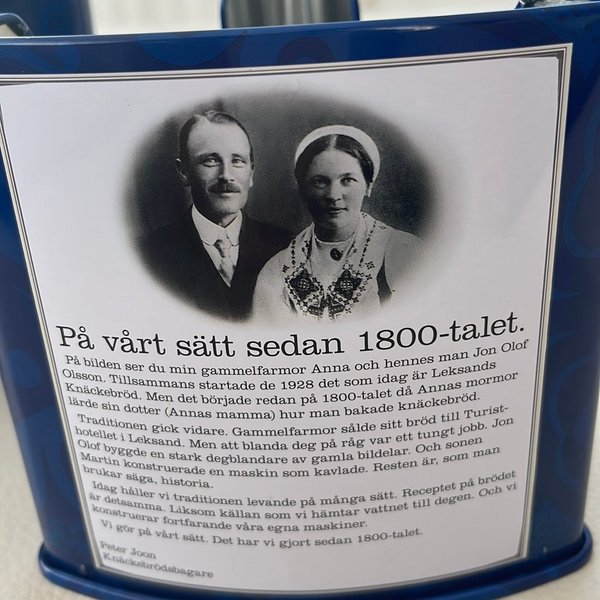 På vårt sätt sedan 1800-talet.
På bilden ser du min gammelfarmor Anna och hennes man Jon Olof
Olsson. Tillsammans startade de 1928 det som idag är Leksands
Knäckebröd. Men det började redan på 1800-talet då Annas mormor
lärde sin dotter (Annas mamma) hur man bakade knäckebröd.
Traditionen gick vidare. Gammelfarmor sålde sitt bröd till Turist-
hotellet i Leksand. Men att blanda deg på råg var ett tungt jobb. Jon
Olof byggde en stark degblandare av gamla bildelar. Och sonen
Martin konstruerade en maskin som kavlade. Resten är, som man
brukar säga, historia.
Idag håller vi traditionen levande på många sätt. Receptet på brödet
är detsamma. Liksom källan som vi hämtar vattnet till degen. Och vi
konstruerar fortfarande våra egna maskiner.
Vi gör på vårt sätt. Det har vi gjort sedan 1800-talet.
Peter Joon
Knäckebrödsbagare